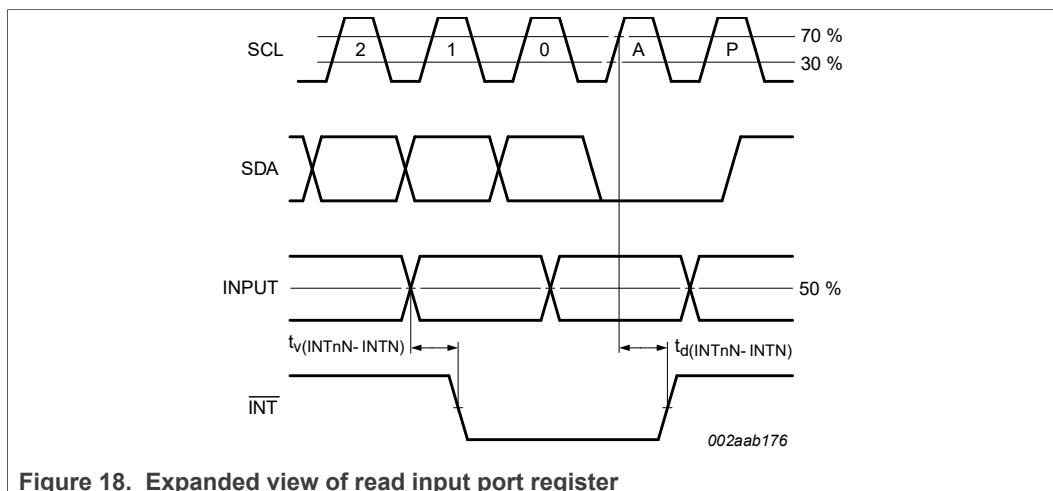 SCL
2
1
0
A
P
70 %
30 %
SDA
INPUT
50 %
tv(INTnN- INTN)
td(INTnN- INTN)
INT
002aab176
Figure 18. Expanded view of read input port register